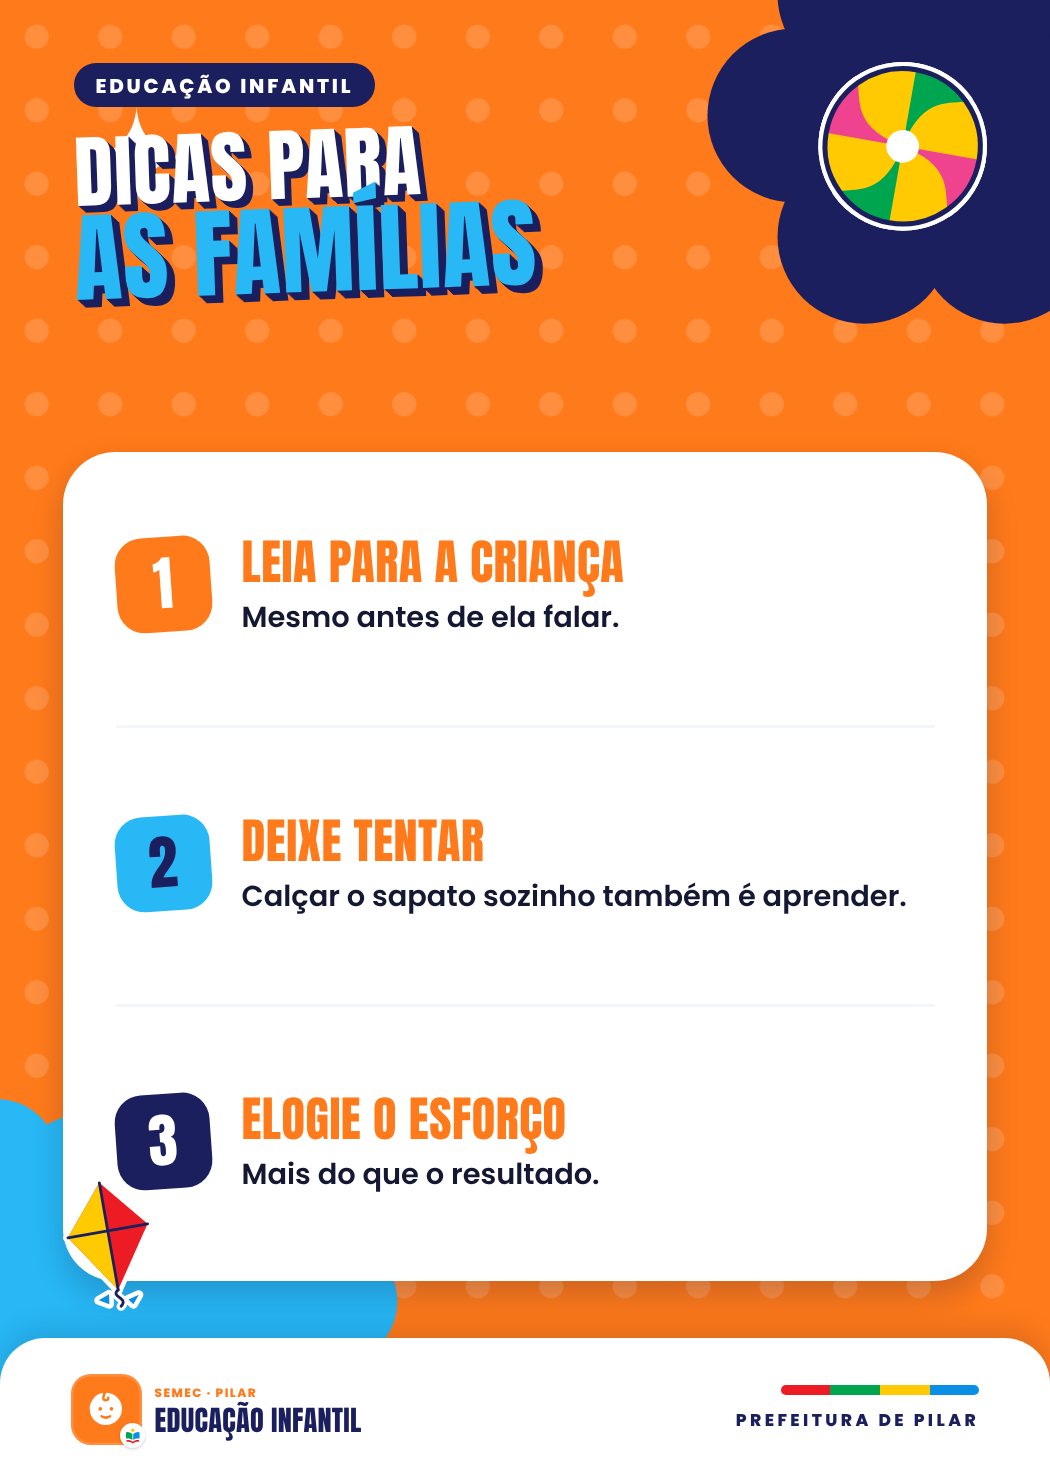 EDUCAÇÃO INFANTIL
DICAS PARA
AS FAMÍLIAS
1
LEIA PARA A CRIANÇA
Mesmo antes de ela falar.
2
DEIXE TENTAR
Calçar o sapato sozinho também é aprender.
3
ELOGIE O ESFORÇO
Mais do que o resultado.
SEMEC · PILAR
EDUCAÇÃO INFANTIL
PREFEITURA DE PILAR